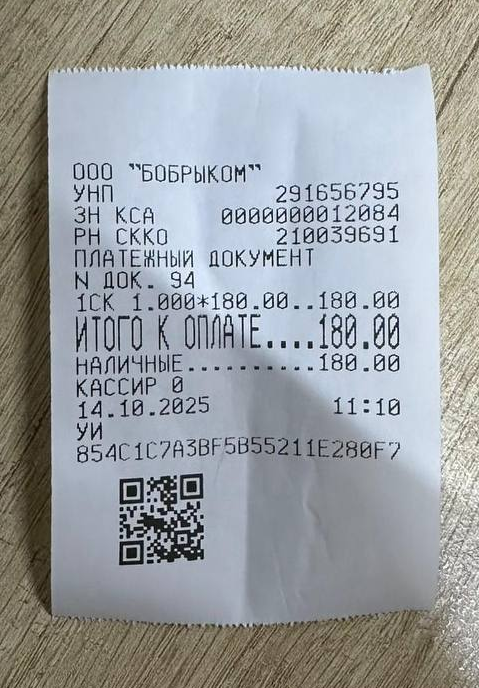 ООО "БОБРЫКОМ"
УНП 291656795
ЗН КСА 0000000012084
РН СККО 210039691
ПЛАТЕЖНЫЙ ДОКУМЕНТ
N ДОК. 94
1СК 1.000*180.00..180.00
ИТОГО К ОПЛАТЕ....180.00
НАЛИЧНЫЕ..........180.00
КАССИР 0
14.10.2025 11:10
УИ
854C1C7A3BF5B55211E280F7